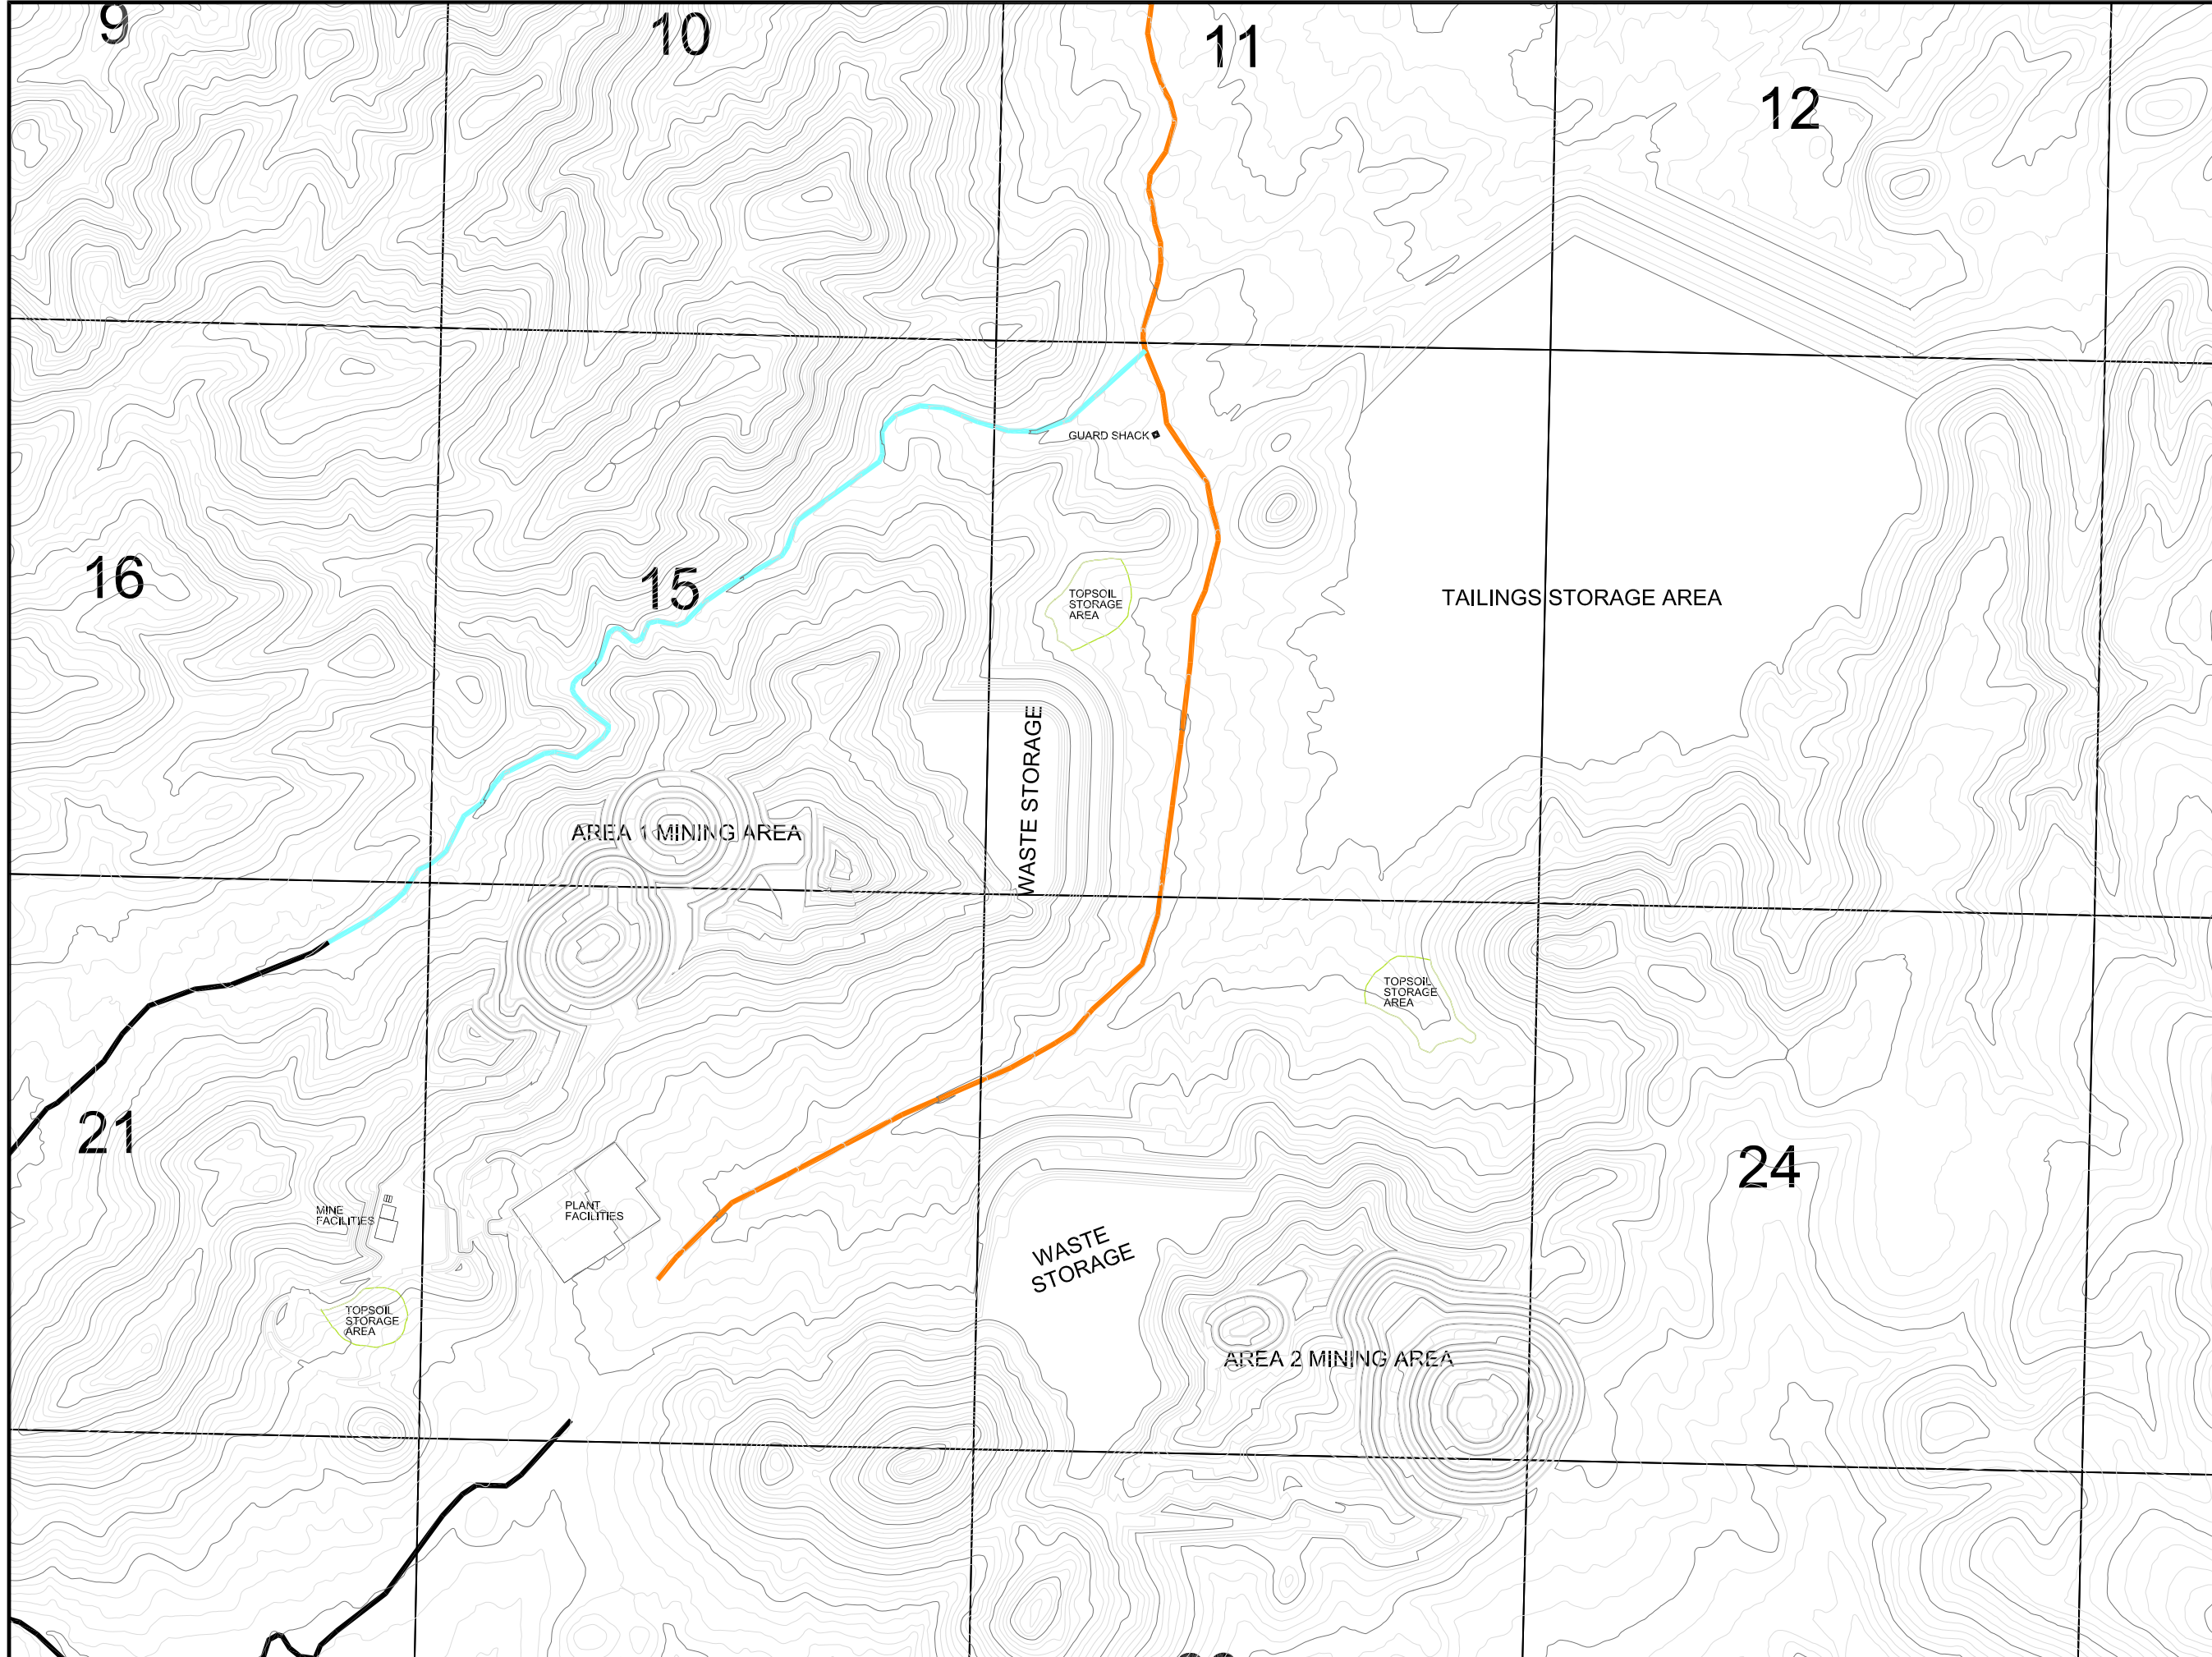 9
10
11
12
GUARD SHACK
16
15
TOPSOIL
STORAGE
AREA
TAILINGS STORAGE AREA
WASTE STORAGE
AREA 1 MINING AREA
TOPSOIL
STORAGE
AREA
21
24
MINE
FACILITIES
PLANT
FACILITIES
WASTE
STORAGE
TOPSOIL
STORAGE
AREA
AREA 2 MINING AREA